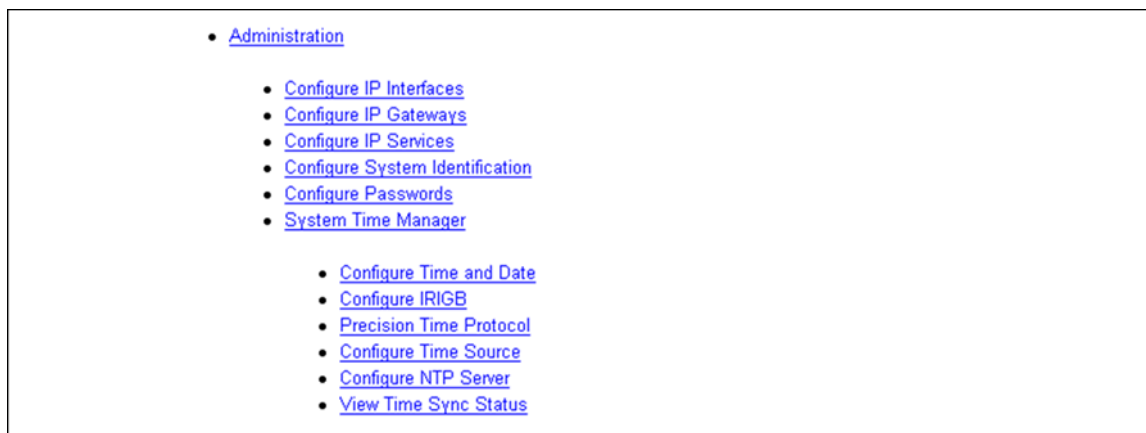 Administration
Configure IP Interfaces
Configure IP Gateways
Configure IP Services
Configure System Identification
Configure Passwords
System Time Manager
Configure Time and Date
Configure IRIGB
Precision Time Protocol
Configure Time Source
Configure NTP Server
View Time Sync Status